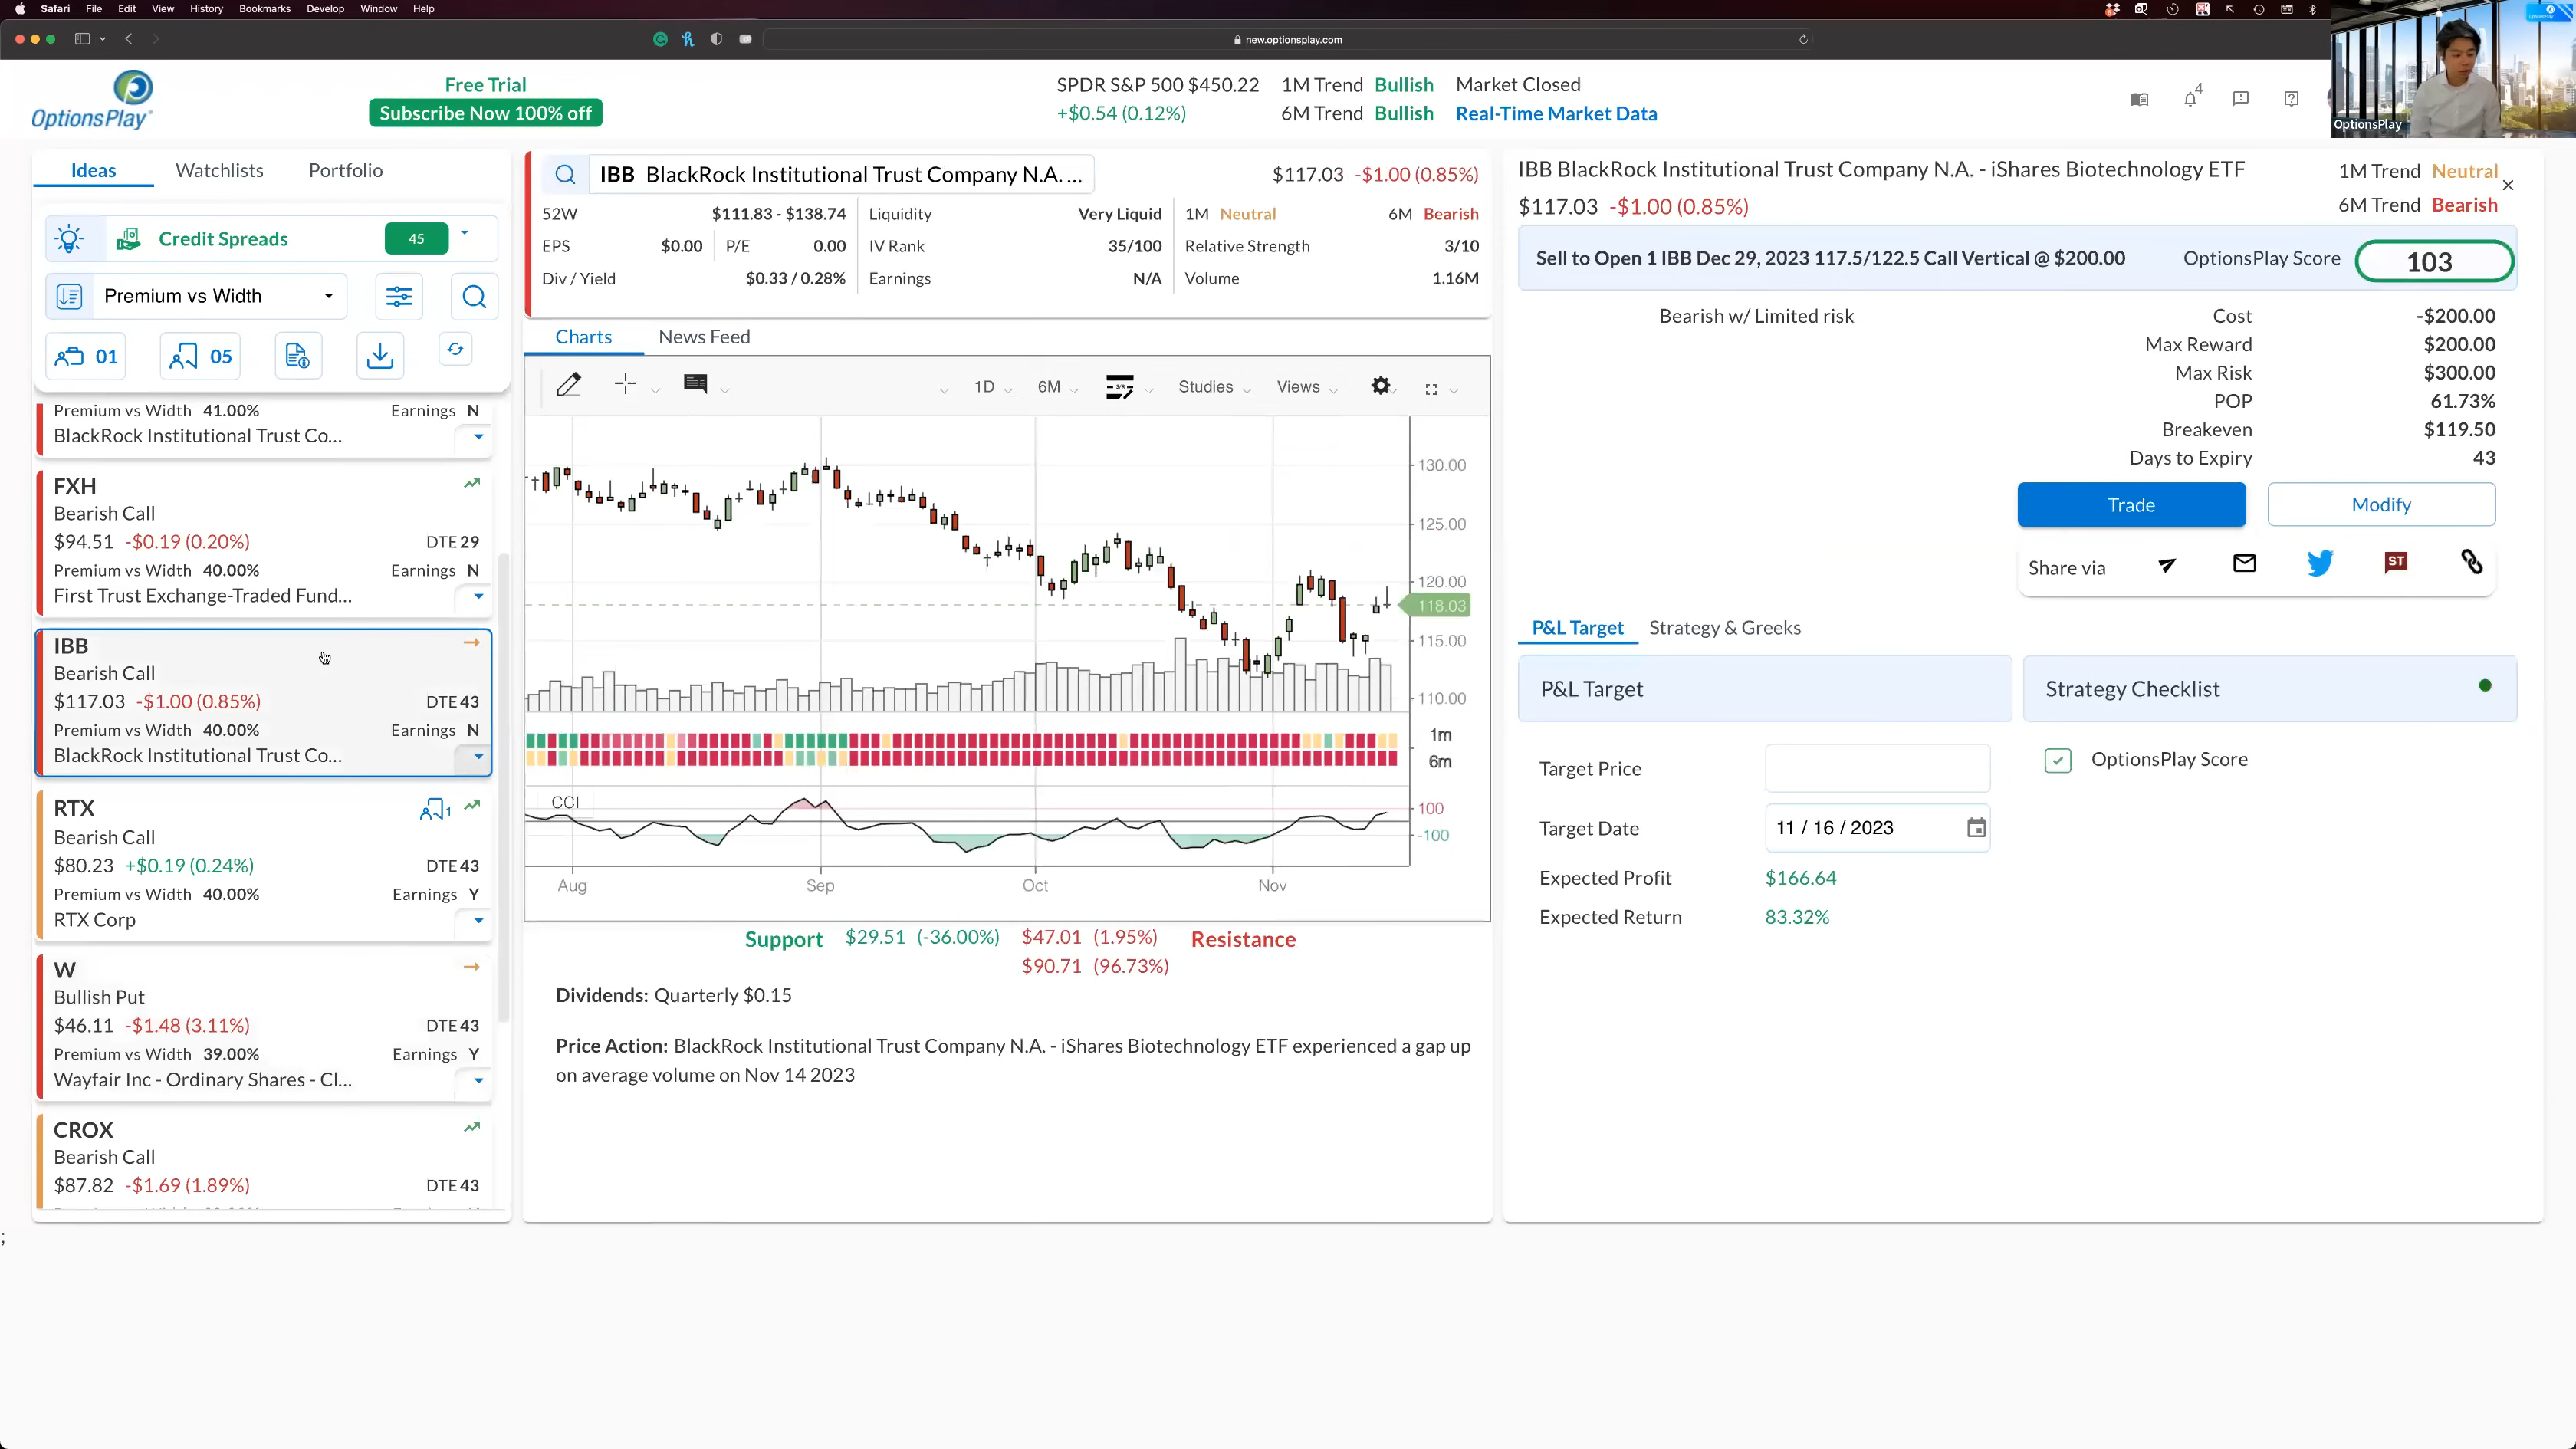 Safari File Edit View History Bookmarks Develop Window Help
new.optionsplay.com
OptionsPlay
Free Trial
Subscribe Now 100% off
SPDR S&P 500 $450.22 1M Trend Bullish Market Closed
+$0.54 (0.12%) 6M Trend Bullish Real-Time Market Data
4
OptionsPlay
Ideas Watchlists Portfolio
Credit Spreads 45
Premium vs Width
01 05
Premium vs Width 41.00% Earnings N
BlackRock Institutional Trust Co...
FXH
Bearish Call
$94.51 -$0.19 (0.20%) DTE 29
Premium vs Width 40.00% Earnings N
First Trust Exchange-Traded Fund...
IBB
Bearish Call
$117.03 -$1.00 (0.85%) DTE 43
Premium vs Width 40.00% Earnings N
BlackRock Institutional Trust Co...
RTX 1
Bearish Call
$80.23 +$0.19 (0.24%) DTE 43
Premium vs Width 40.00% Earnings Y
RTX Corp
W
Bullish Put
$46.11 -$1.48 (3.11%) DTE 43
Premium vs Width 39.00% Earnings Y
Wayfair Inc - Ordinary Shares - Cl...
CROX
Bearish Call
$87.82 -$1.69 (1.89%) DTE 43
;
IBB BlackRock Institutional Trust Company N.A. ... $117.03 -$1.00 (0.85%)
52W $111.83 - $138.74 Liquidity Very Liquid 1M Neutral 6M Bearish
EPS $0.00 P/E 0.00 IV Rank 35/100 Relative Strength 3/10
Div / Yield $0.33 / 0.28% Earnings N/A Volume 1.16M
Charts News Feed
1D 6M S/R Studies Views
130.00
125.00
120.00
118.03
115.00
110.00
1m
6m
CCI
100
-100
Aug Sep Oct Nov
Support $29.51 (-36.00%) $47.01 (1.95%) Resistance
$90.71 (96.73%)
Dividends: Quarterly $0.15
Price Action: BlackRock Institutional Trust Company N.A. - iShares Biotechnology ETF experienced a gap up
on average volume on Nov 14 2023
IBB BlackRock Institutional Trust Company N.A. - iShares Biotechnology ETF 1M Trend Neutral
$117.03 -$1.00 (0.85%) 6M Trend Bearish
Sell to Open 1 IBB Dec 29, 2023 117.5/122.5 Call Vertical @ $200.00 OptionsPlay Score 103
Bearish w/ Limited risk Cost -$200.00
Max Reward $200.00
Max Risk $300.00
POP 61.73%
Breakeven $119.50
Days to Expiry 43
Trade Modify
Share via ST
P&L Target Strategy & Greeks
P&L Target Strategy Checklist
Target Price OptionsPlay Score
Target Date 11 / 16 / 2023
Expected Profit $166.64
Expected Return 83.32%